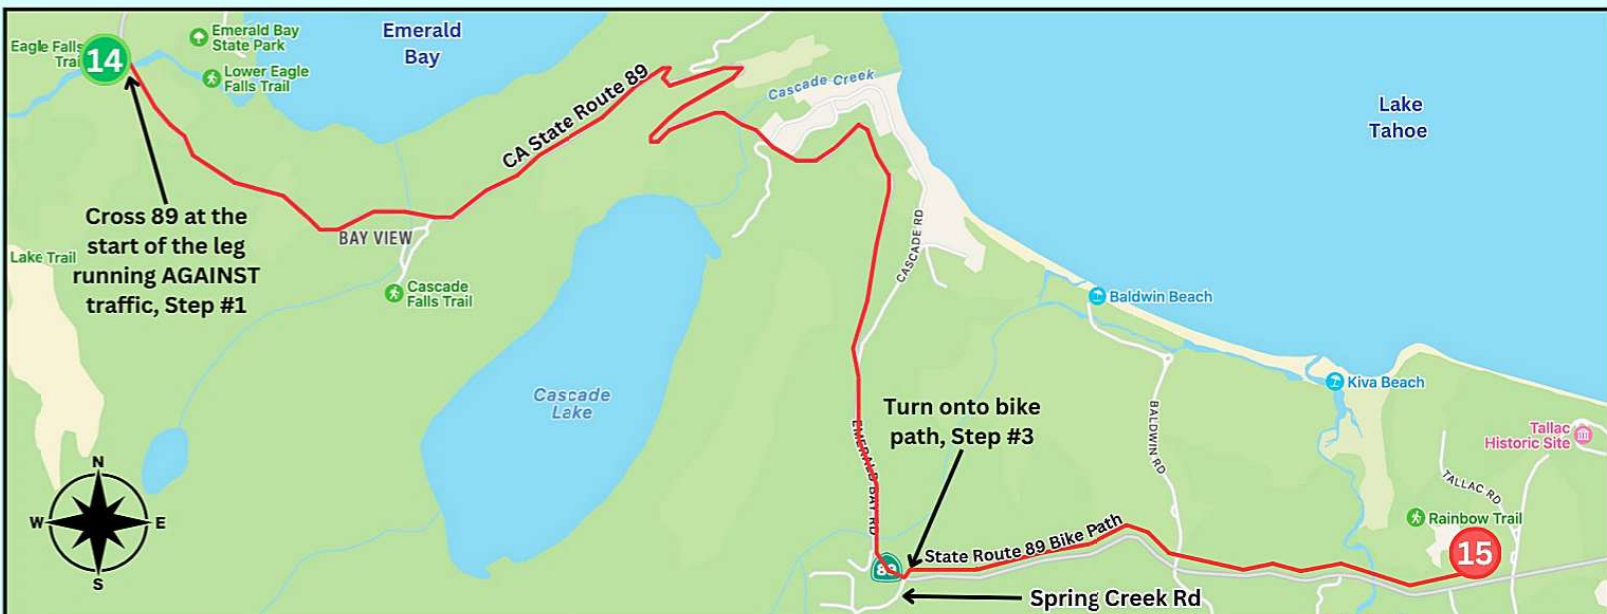 Eagle Falls
Trai
14
Emerald Bay
State Park
Lower Eagle
Falls Trail
Emerald
Bay
CA State Route 89
Cascade Creek
Lake
Tahoe
Cross 89 at the
start of the leg
running AGAINST
traffic, Step #1
Lake Trail
BAY VIEW
Cascade
Falls Trail
CASCADE RD
Baldwin Beach
Kiva Beach
Cascade
Lake
Turn onto bike
path, Step #3
BALDWIN RD
Tallac
Historic Site
TALLAC RD
EMERALD BAY RD
N
W
E
S
Rainbow Trail
15
State Route 89 Bike Path
89
Spring Creek Rd